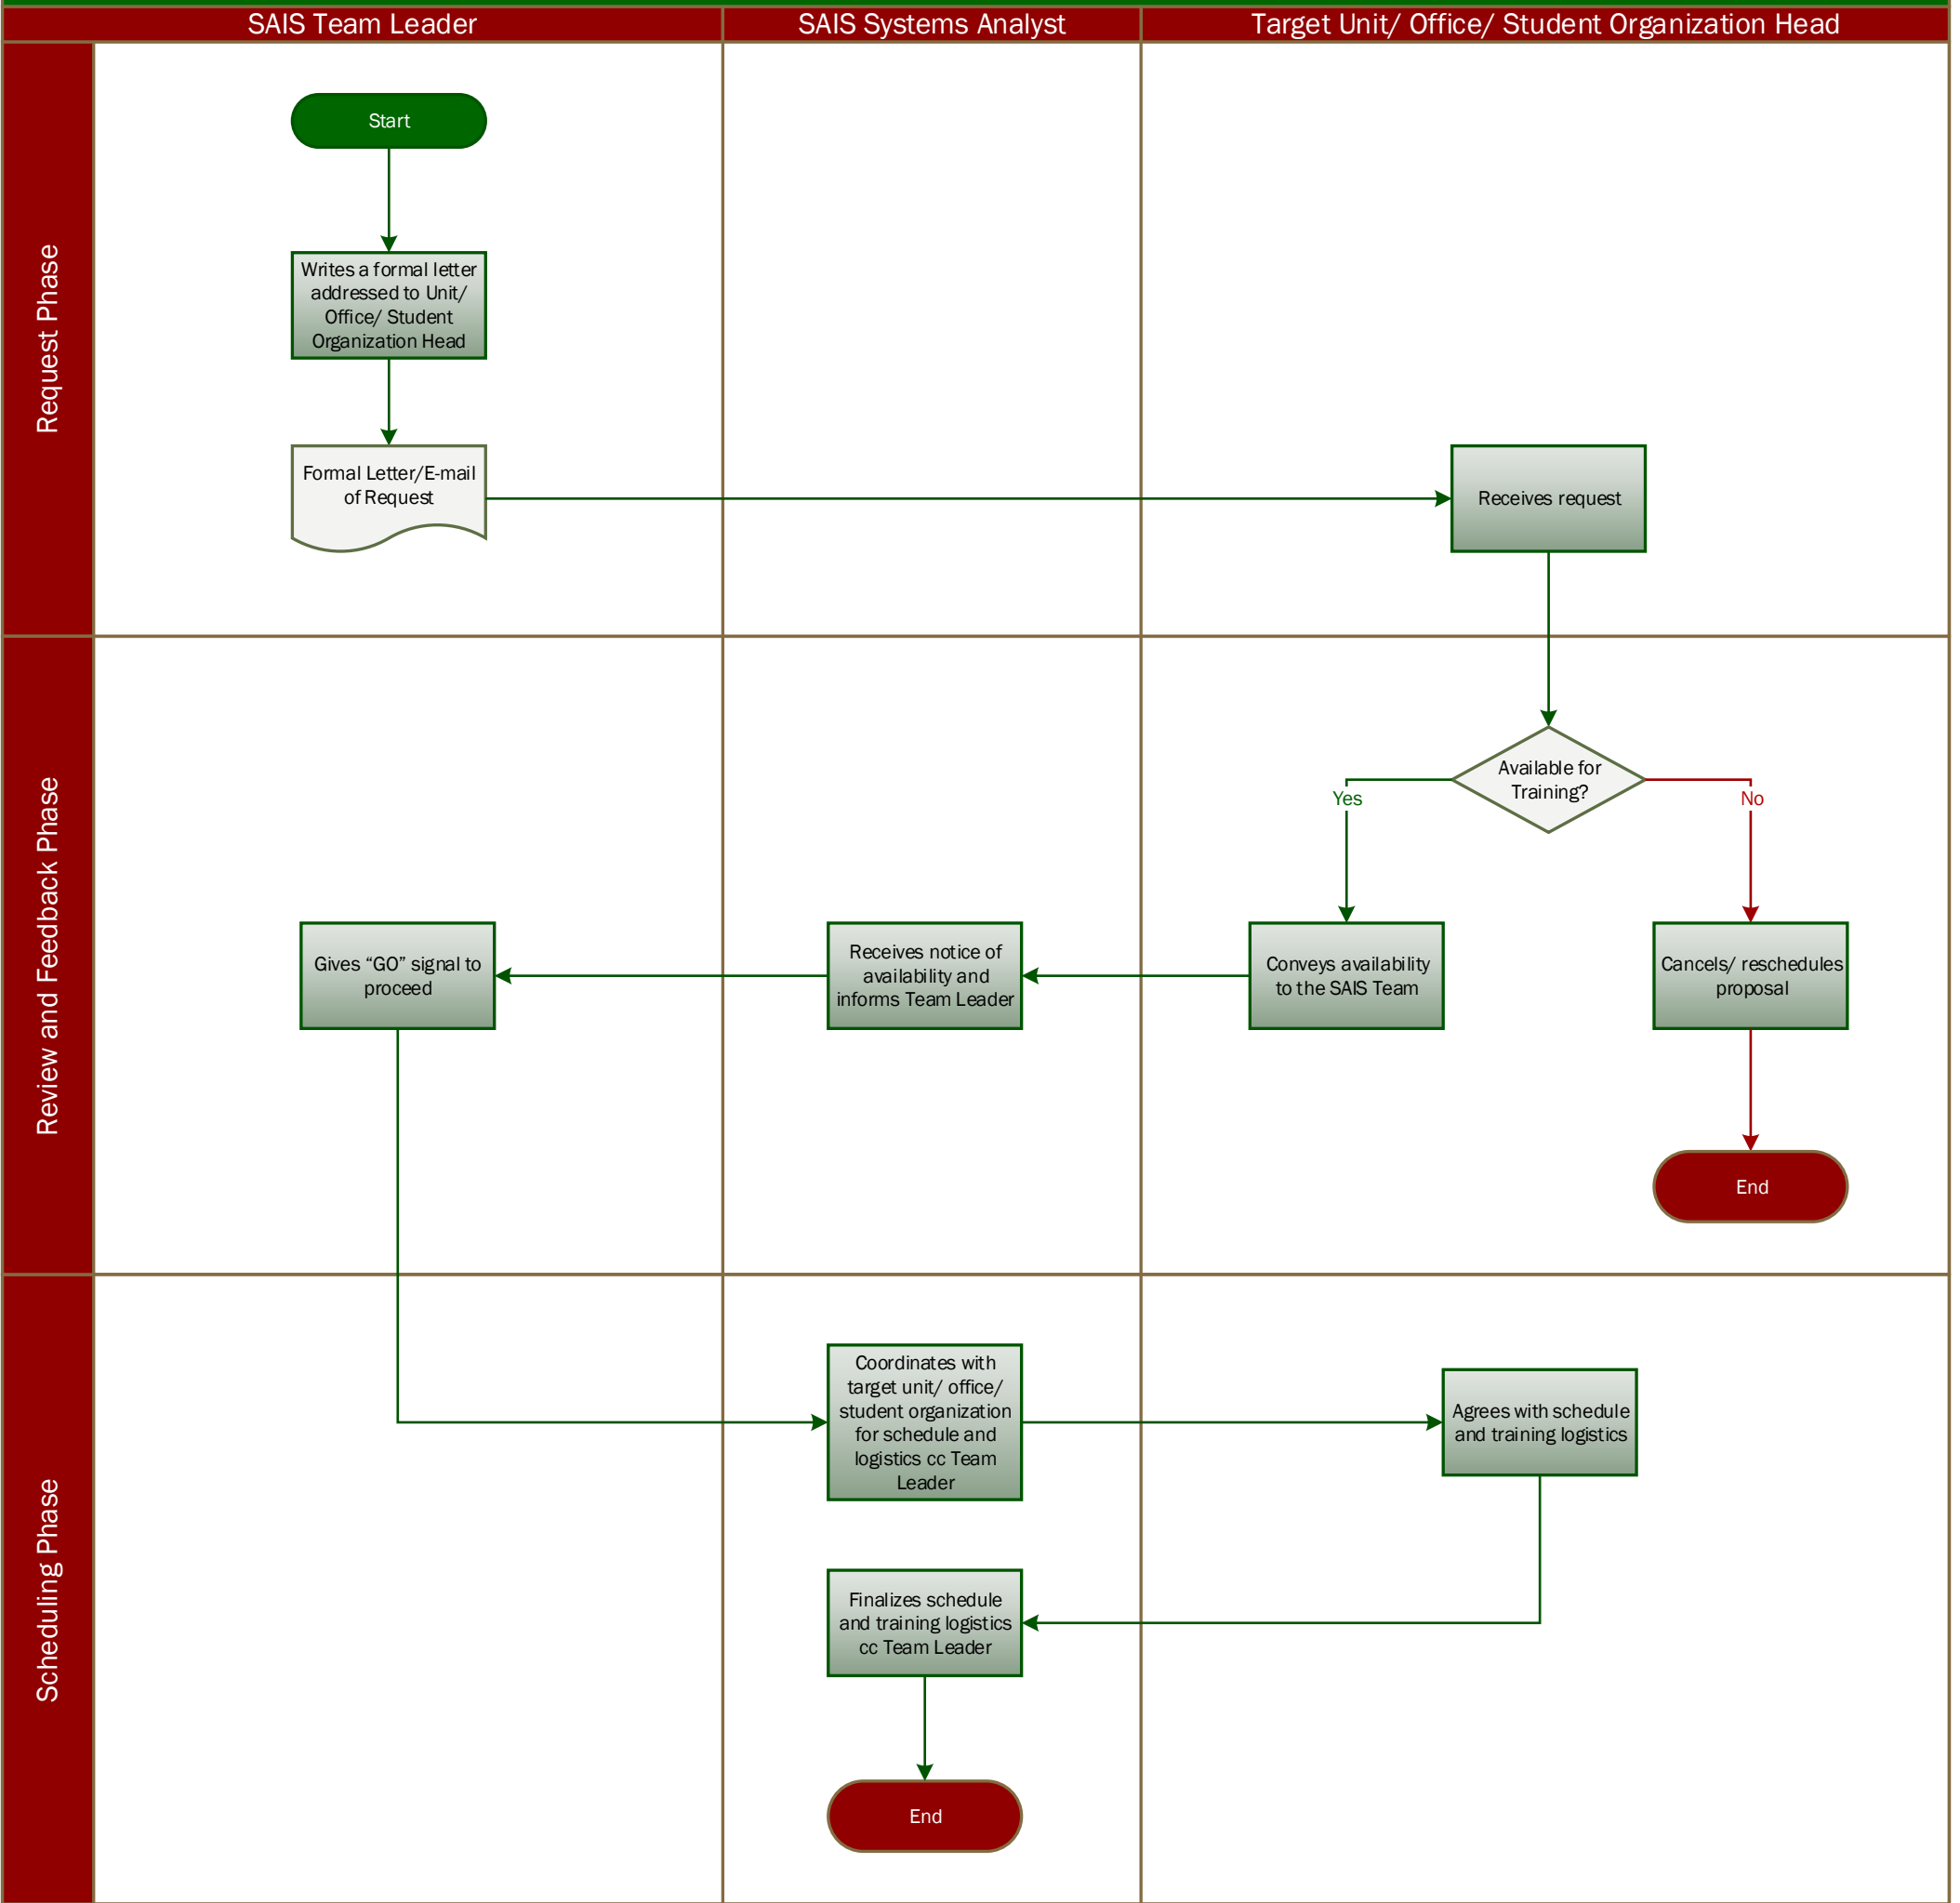 SAIS Team Leader
SAIS Systems Analyst
Target Unit/ Office/ Student Organization Head
Request Phase
Start
Writes a formal letter
addressed to Unit/
Office/ Student
Organization Head
Formal Letter/E-mail
of Request
Receives request
Review and Feedback Phase
Available for
Training?
Yes
No
Gives “GO” signal to
proceed
Receives notice of
availability and
informs Team Leader
Conveys availability
to the SAIS Team
Cancels/ reschedules
proposal
End
Scheduling Phase
Coordinates with
target unit/ office/
student organization
for schedule and
logistics cc Team
Leader
Agrees with schedule
and training logistics
Finalizes schedule
and training logistics
cc Team Leader
End